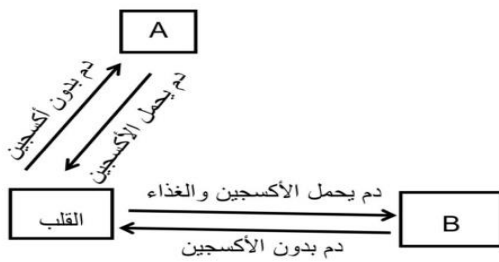 A
دم بدون أكسجين
دم يحمل الأكسجين
دم يحمل الأكسجين والغذاء
القلب
B
دم بدون الأكسجين